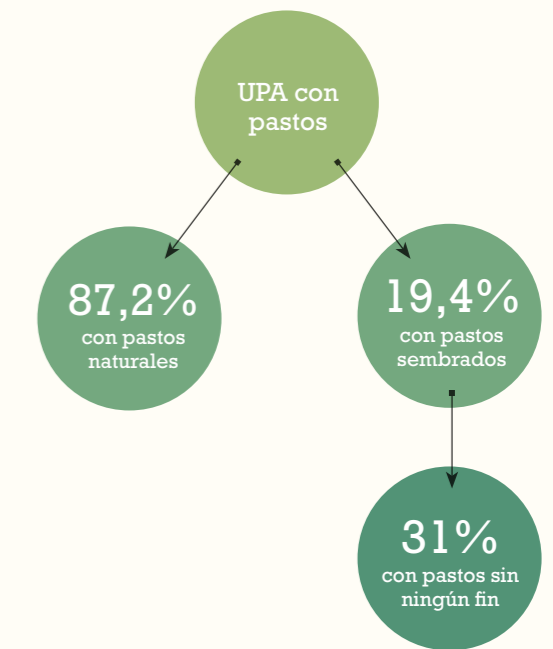 UPA con
pastos
87,2%
con pastos
naturales
19,4%
con pastos
sembrados
31%
con pastos sin
ningún fin